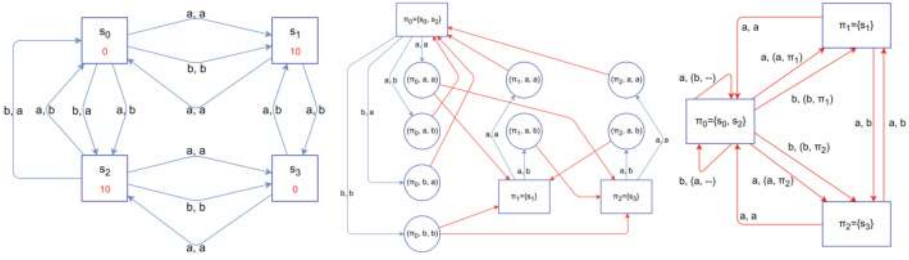 a, a
s₀
0
s₁
10
b, b
a, a
b, a
a, b
b, a
a, b
a, b
a, b
s₂
10
a, a
s₃
0
b, b
a, a
π₀={s₀, s₂}
a, a
a, b
(π₀, a, a)
(π₁, a, a)
(π₂, a, a)
b, a
(π₀, a, b)
a, a
(π₁, a, b)
(π₂, a, b)
a, a
b, b
(π₀, b, a)
a, b
a, b
π₁={s₁}
π₂={s₃}
(π₀, b, b)
a, a
π₁={s₁}
a, (b, --)
a, (a, π₁)
b, (b, π₁)
π₀={s₀, s₂}
a, b
a, b
b, (b, π₂)
b, (a, --)
a, (a, π₂)
a, a
π₂={s₃}